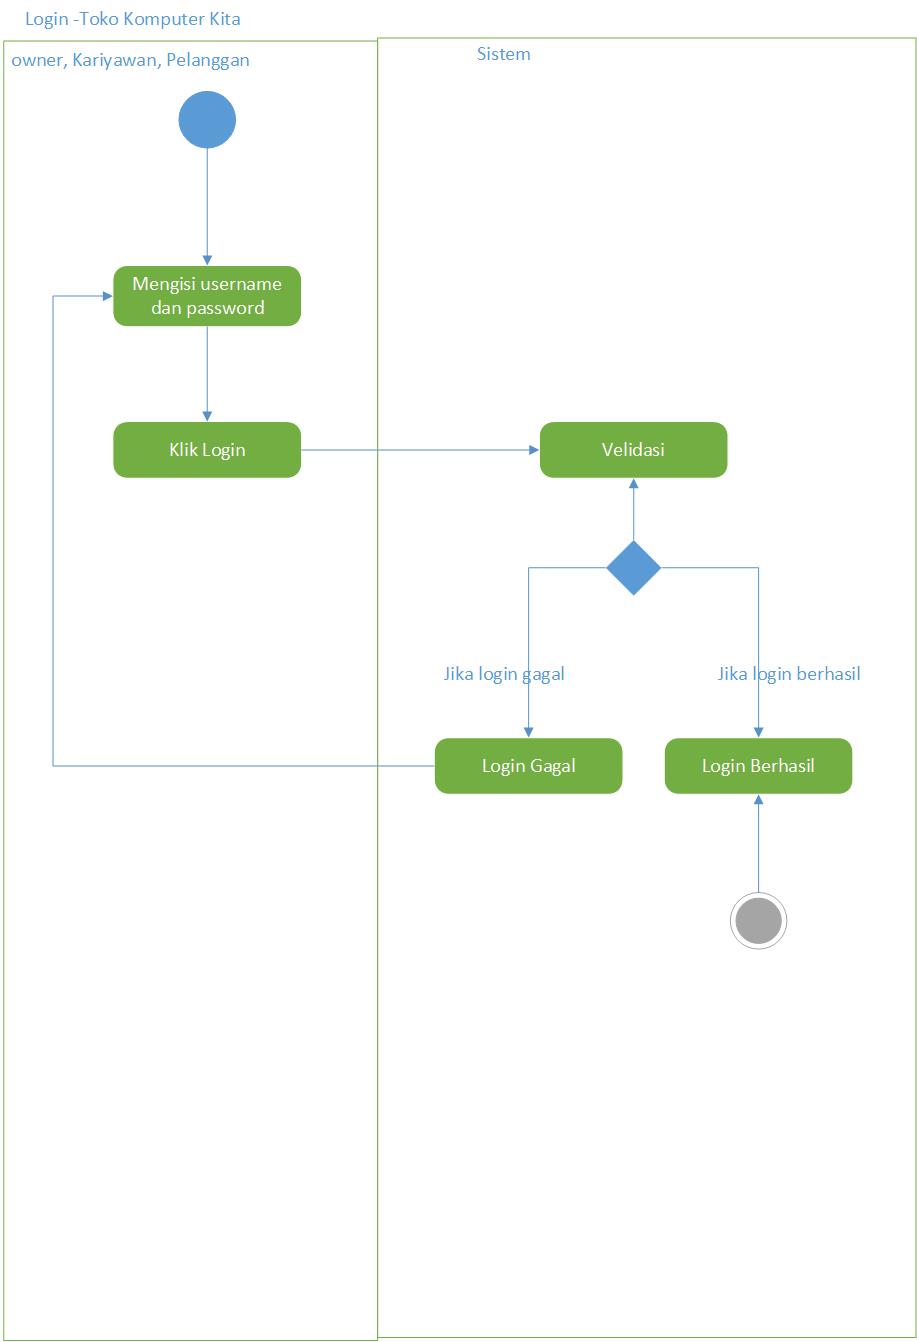 Login -Toko Komputer Kita
owner, Kariyawan, Pelanggan
Sistem
Mengisi username
dan password
Klik Login
Velidasi
Jika login gagal
Jika login berhasil
Login Gagal
Login Berhasil